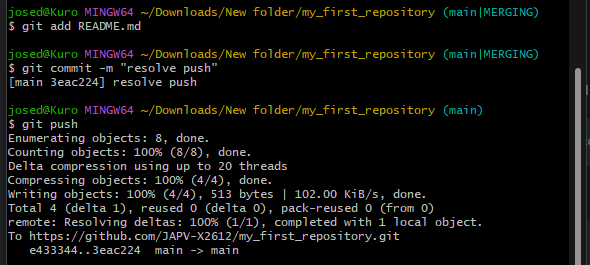 josed@Kuro MINGW64 ~/Downloads/New folder/my_first_repository (main|MERGING)
$ git add README.md
josed@Kuro MINGW64 ~/Downloads/New folder/my_first_repository (main|MERGING)
$ git commit -m "resolve push"
[main 3eac224] resolve push
josed@Kuro MINGW64 ~/Downloads/New folder/my_first_repository (main)
$ git push
Enumerating objects: 8, done.
Counting objects: 100% (8/8), done.
Delta compression using up to 20 threads
Compressing objects: 100% (4/4), done.
Writing objects: 100% (4/4), 513 bytes | 102.00 KiB/s, done.
Total 4 (delta 1), reused 0 (delta 0), pack-reused 0 (from 0)
remote: Resolving deltas: 100% (1/1), completed with 1 local object.
To https://github.com/JAPV-X2612/my_first_repository.git
   e433344..3eac224  main -> main